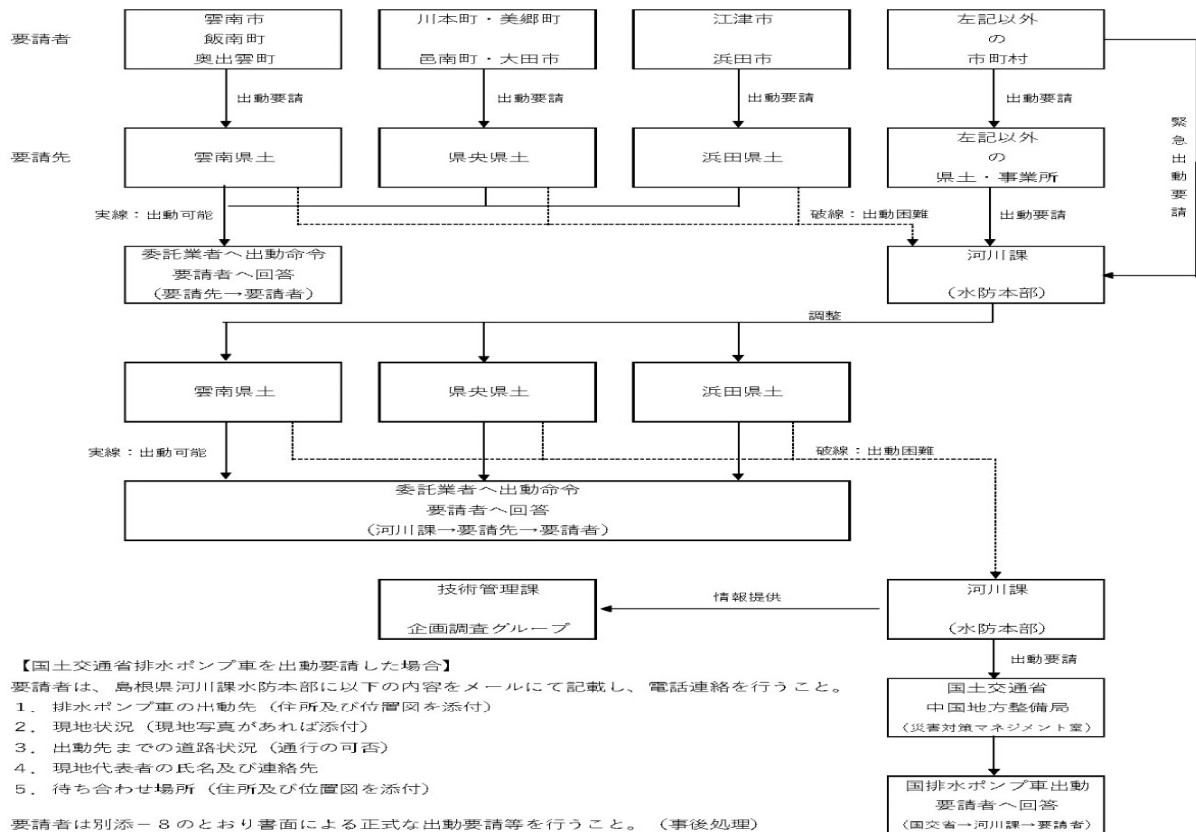 要請者
雲南市
飯南町
奥出雲町
川本町・美郷町
邑南町・大田市
江津市
浜田市
左記以外
の
市町村
出動要請
出動要請
出動要請
出動要請
緊急出動要請
要請先
雲南県土
県央県土
浜田県土
左記以外
の
県土・事業所
実線：出動可能
破線：出動困難
出動要請
委託業者へ出動命令
要請者へ回答
(要請先→要請者)
河川課
(水防本部)
調整
雲南県土
県央県土
浜田県土
実線：出動可能
破線：出動困難
委託業者へ出動命令
要請者へ回答
(河川課→要請先→要請者)
技術管理課
企画調査グループ
情報提供
河川課
(水防本部)
出動要請
国土交通省
中国地方整備局
(災害対策マネジメント室)
国排水ポンプ車出動
要請者へ回答
(国交省→河川課→要請者)
【国土交通省排水ポンプ車を出動要請した場合】
要請者は、島根県河川課水防本部に以下の内容をメールにて記載し、電話連絡を行うこと。
1．排水ポンプ車の出動先（住所及び位置図を添付）
2．現地状況（現地写真があれば添付）
3．出動先までの道路状況（通行の可否）
4．現地代表者の氏名及び連絡先
5．待ち合わせ場所（住所及び位置図を添付）
要請者は別添－8のとおり書面による正式な出動要請等を行うこと。（事後処理）